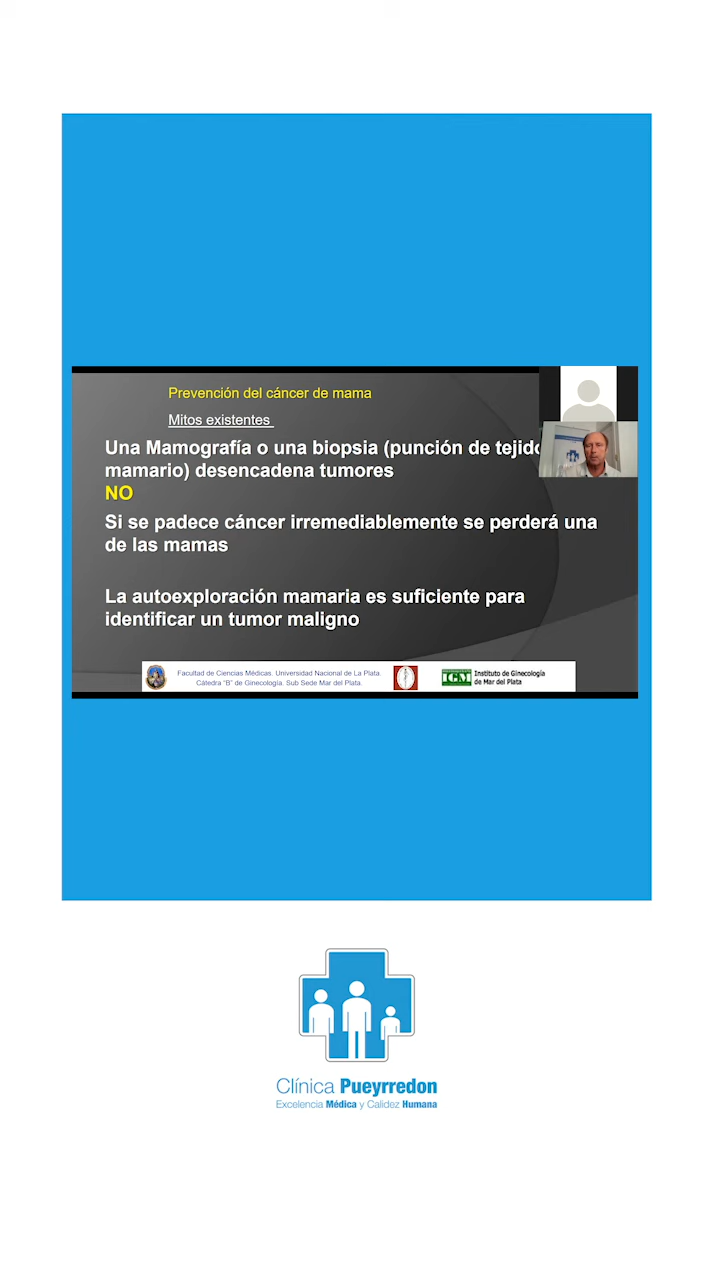 Prevención del cáncer de mama
Mitos existentes
Una Mamografía o una biopsia (punción de tejido
mamario) desencadena tumores
NO
Si se padece cáncer irremediablemente se perderá una
de las mamas
La autoexploración mamaria es suficiente para
identificar un tumor maligno
Facultad de Ciencias Médicas. Universidad Nacional de La Plata.
Cátedra "B" de Ginecología. Sub Sede Mar del Plata.
IGM
Instituto de Ginecología
de Mar del Plata
Clínica Pueyrredon
Excelencia Médica y Calidez Humana